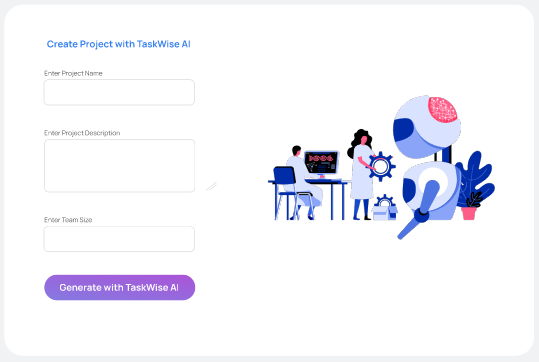 Create Project with TaskWise AI
Enter Project Name
Enter Project Description
Enter Team Size
Generate with TaskWise AI